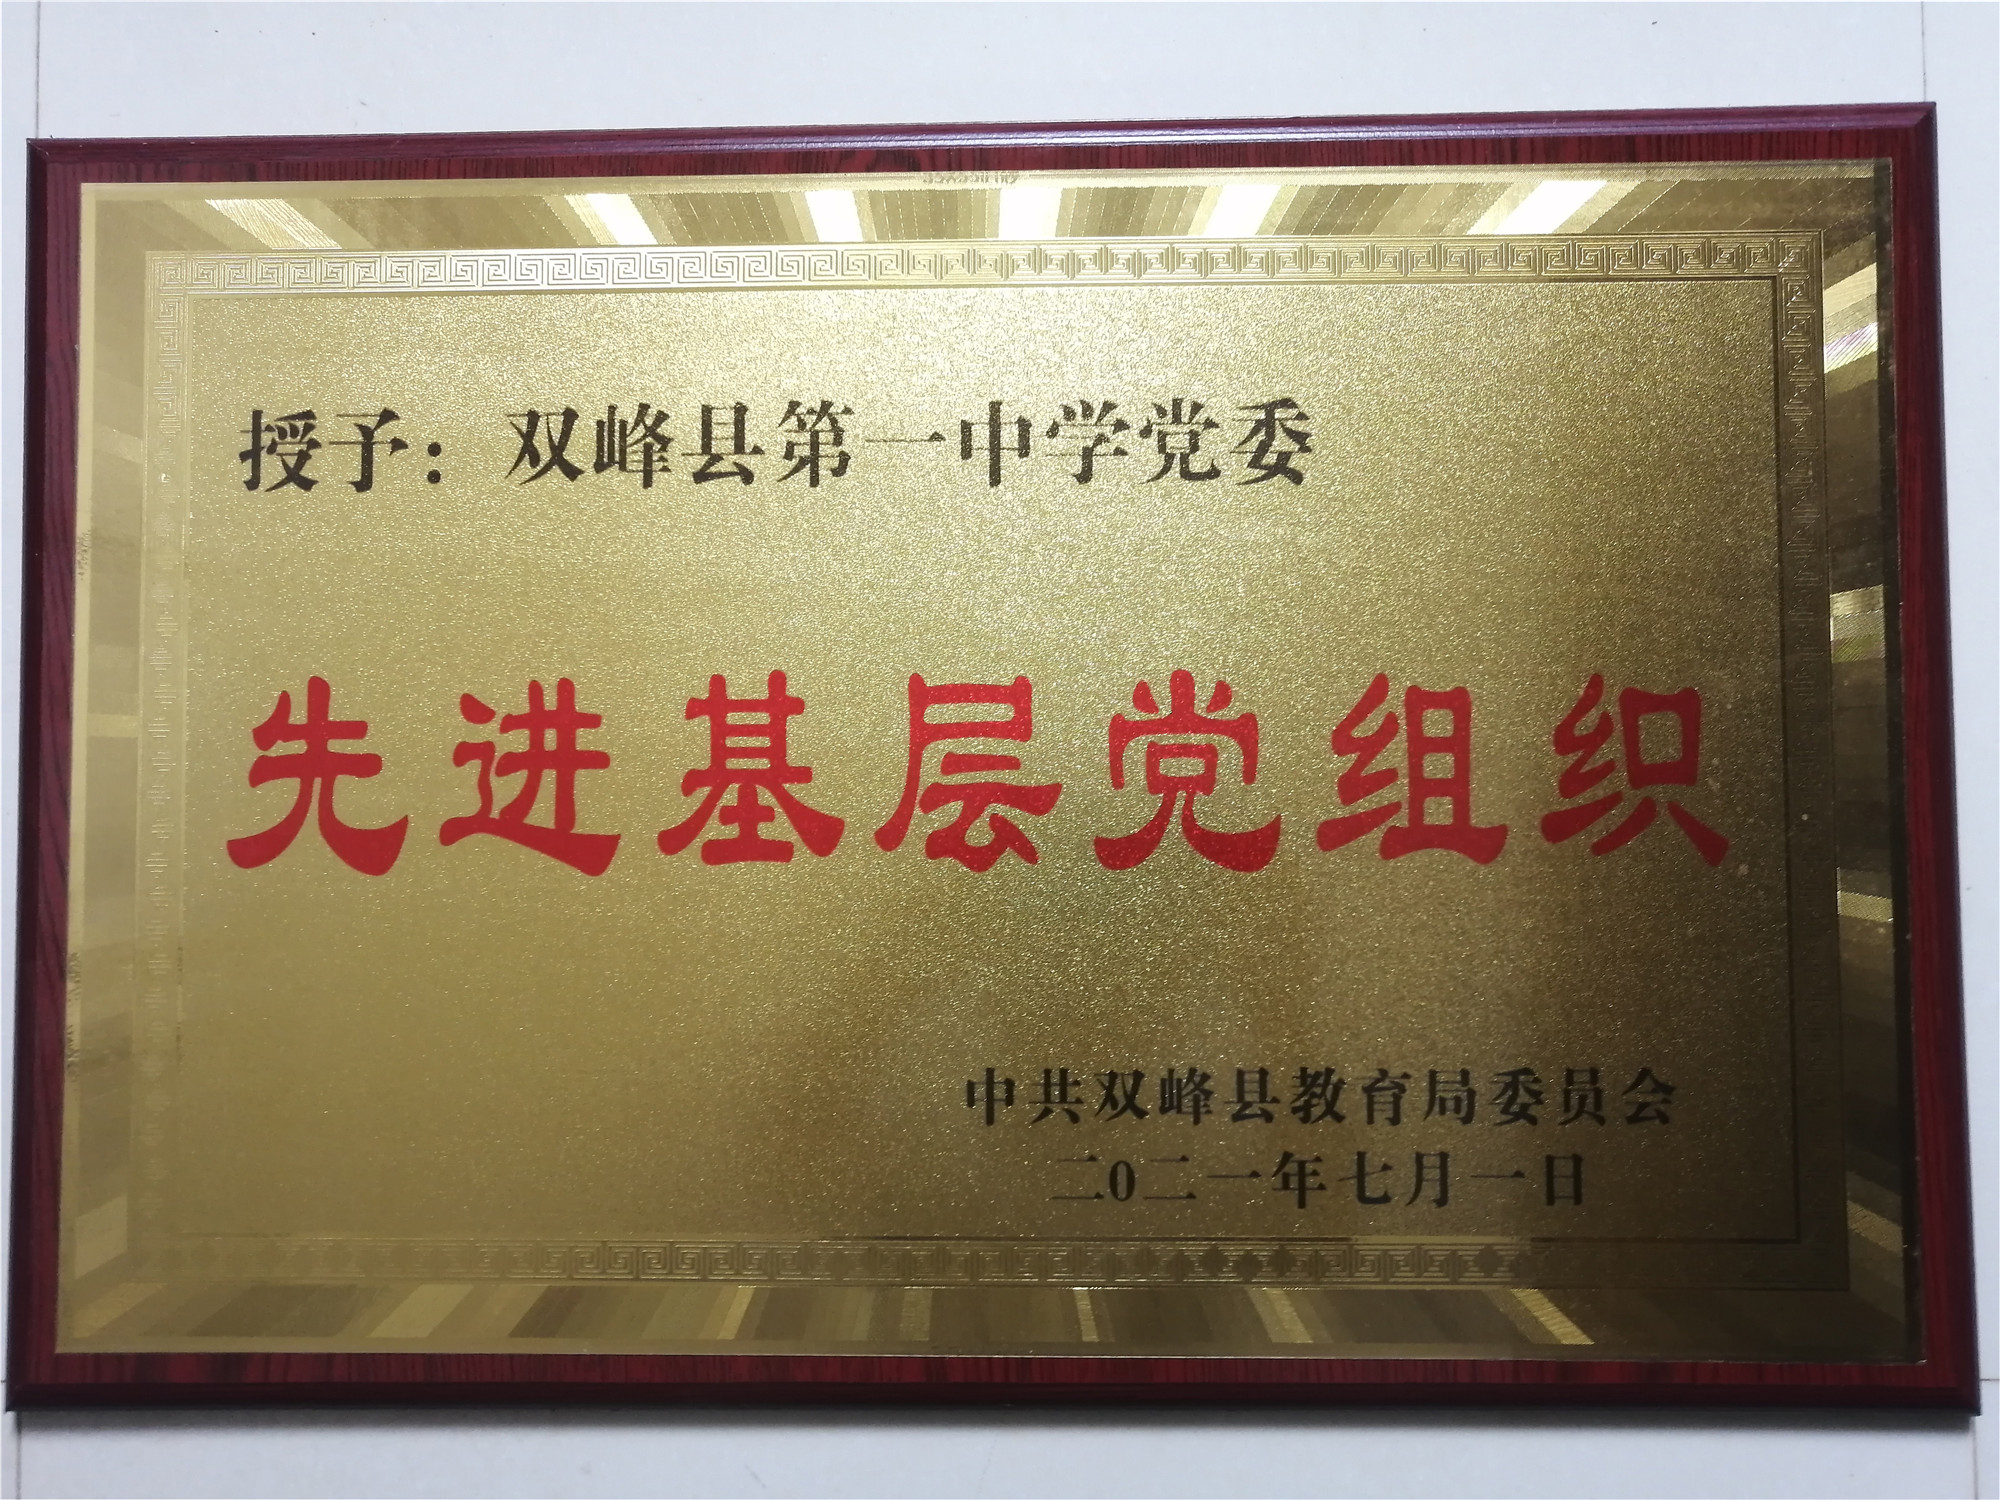 授予：双峰县第一中学党委
先进基层党组织
中共双峰县教育局委员会
二0二一年七月一日